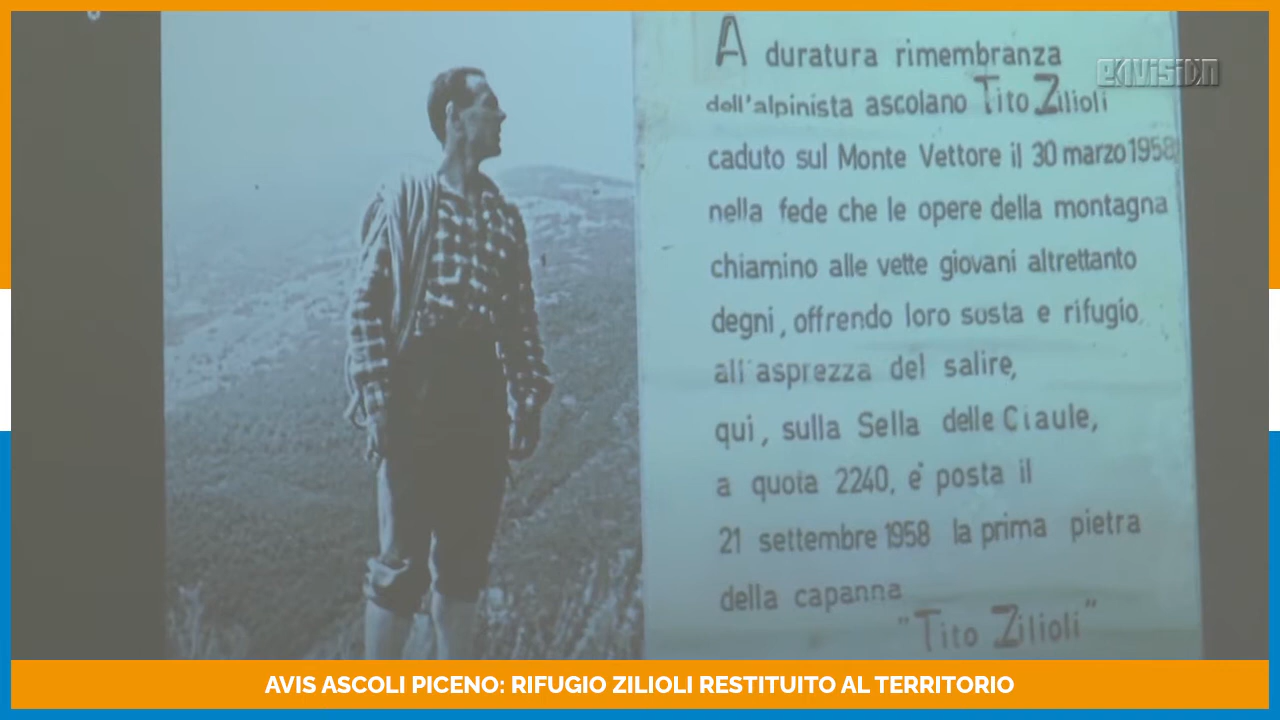 envision
A duratura rimembranza
dell'alpinista ascolano Tito Zilioli
caduto sul Monte Vettore il 30 marzo 1958
nella fede che le opere della montagna
chiamino alle vette giovani altrettanto
degni, offrendo loro susta e rifugio
all'asprezza del salire,
qui, sulla Sella delle Ciaule,
a quota 2240, e' posta il
21 settembre 1958 la prima pietra
della capanna
"Tito Zilioli"
AVIS ASCOLI PICENO: RIFUGIO ZILIOLI RESTITUITO AL TERRITORIO